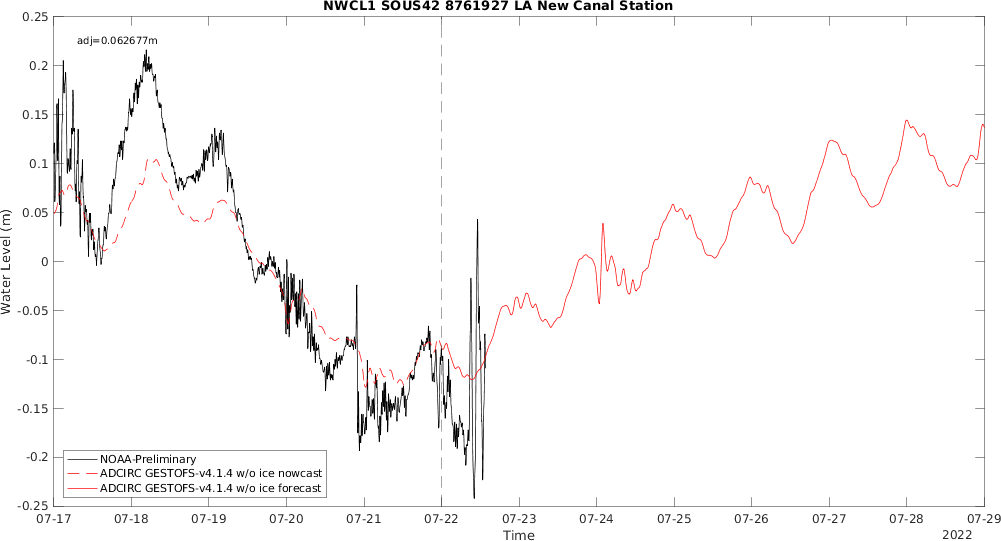 NWCL1 SOUS42 8761927 LA New Canal Station
adj=0.062677m
0.25
0.2
0.15
0.1
0.05
0
-0.05
-0.1
-0.15
-0.2
-0.25
Water Level (m)
NOAA-Preliminary
ADCIRC GESTOFS-v4.1.4 w/o ice nowcast
ADCIRC GESTOFS-v4.1.4 w/o ice forecast
07-17 07-18 07-19 07-20 07-21 07-22 07-23 07-24 07-25 07-26 07-27 07-28 07-29
Time
2022